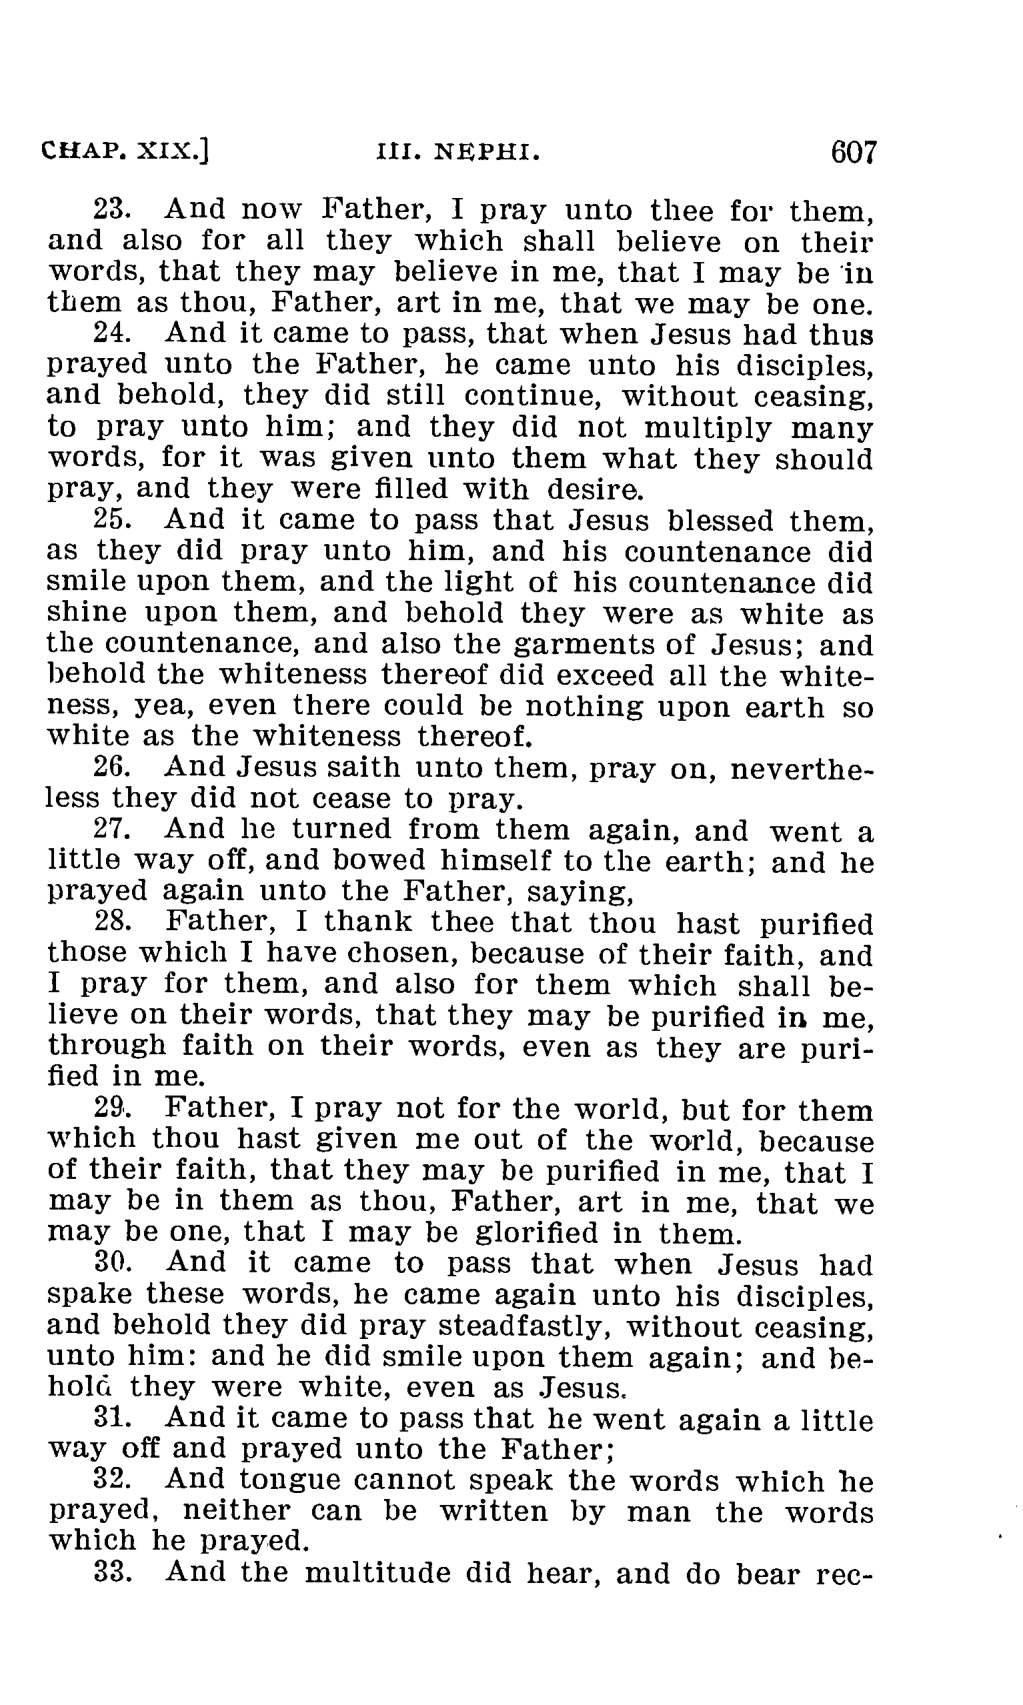 CHAP. XIX.] III. NEPHI. 607
23. And now Father, I pray unto thee for them,
and also for all they which shall believe on their
words, that they may believe in me, that I may be in
them as thou, Father, art in me, that we may be one.
24. And it came to pass, that when Jesus had thus
prayed unto the Father, he came unto his disciples,
and behold, they did still continue, without ceasing,
to pray unto him; and they did not multiply many
words, for it was given unto them what they should
pray, and they were filled with desire.
25. And it came to pass that Jesus blessed them,
as they did pray unto him, and his countenance did
smile upon them, and the light of his countenance did
shine upon them, and behold they were as white as
the countenance, and also the garments of Jesus; and
behold the whiteness thereof did exceed all the white-
ness, yea, even there could be nothing upon earth so
white as the whiteness thereof.
26. And Jesus saith unto them, pray on, neverthe-
less they did not cease to pray.
27. And he turned from them again, and went a
little way off, and bowed himself to the earth; and he
prayed again unto the Father, saying,
28. Father, I thank thee that thou hast purified
those which I have chosen, because of their faith, and
I pray for them, and also for them which shall be-
lieve on their words, that they may be purified in me,
through faith on their words, even as they are puri-
fied in me.
29. Father, I pray not for the world, but for them
which thou hast given me out of the world, because
of their faith, that they may be purified in me, that I
may be in them as thou, Father, art in me, that we
may be one, that I may be glorified in them.
30. And it came to pass that when Jesus had
spake these words, he came again unto his disciples,
and behold they did pray steadfastly, without ceasing,
unto him: and he did smile upon them again; and be-
hold they were white, even as Jesus.
31. And it came to pass that he went again a little
way off and prayed unto the Father;
32. And tongue cannot speak the words which he
prayed, neither can be written by man the words
which he prayed.
33. And the multitude did hear, and do bear rec-